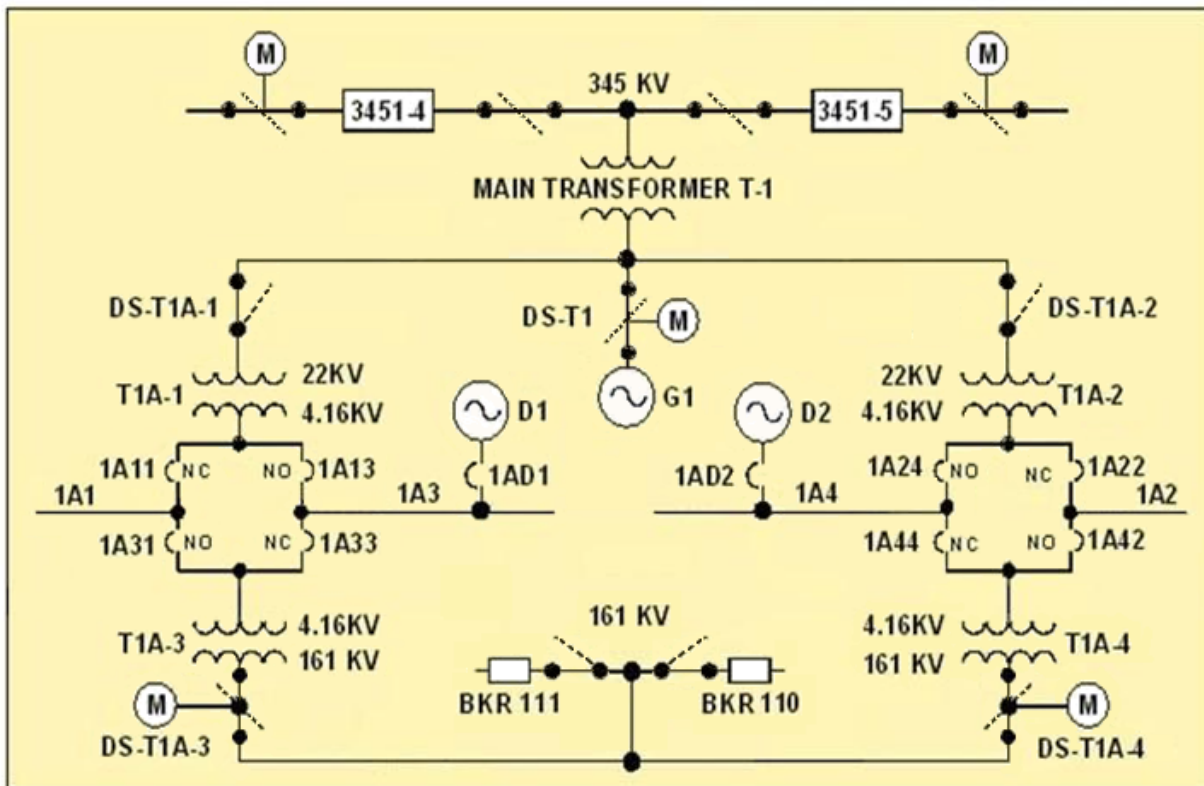 M
M
345 KV
3451-4
3451-5
MAIN TRANSFORMER T-1
DS-T1A-1
DS-T1
M
DS-T1A-2
T1A-1
22KV
4.16KV
D1
G1
D2
22KV
4.16KV
T1A-2
1A11
NC
NO
1A13
1AD1
1AD2
1A24
NO
NC
1A22
1A1
1A3
1A4
1A2
1A31
NO
NC
1A33
1A44
NC
NO
1A42
T1A-3
4.16KV
161 KV
161 KV
4.16KV
161 KV
T1A-4
BKR 111
BKR 110
M
M
DS-T1A-3
DS-T1A-4